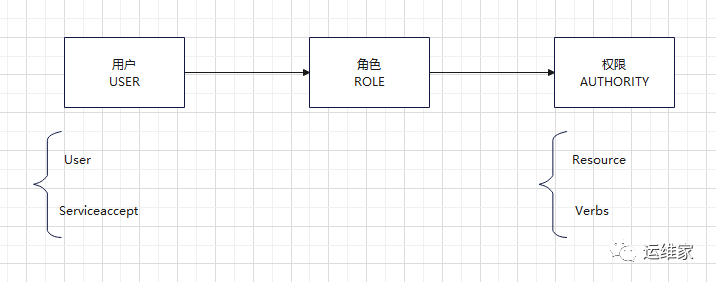 用户
USER
角色
ROLE
权限
AUTHORITY
User
Serviceaccept
Resource
Verbs
运维家